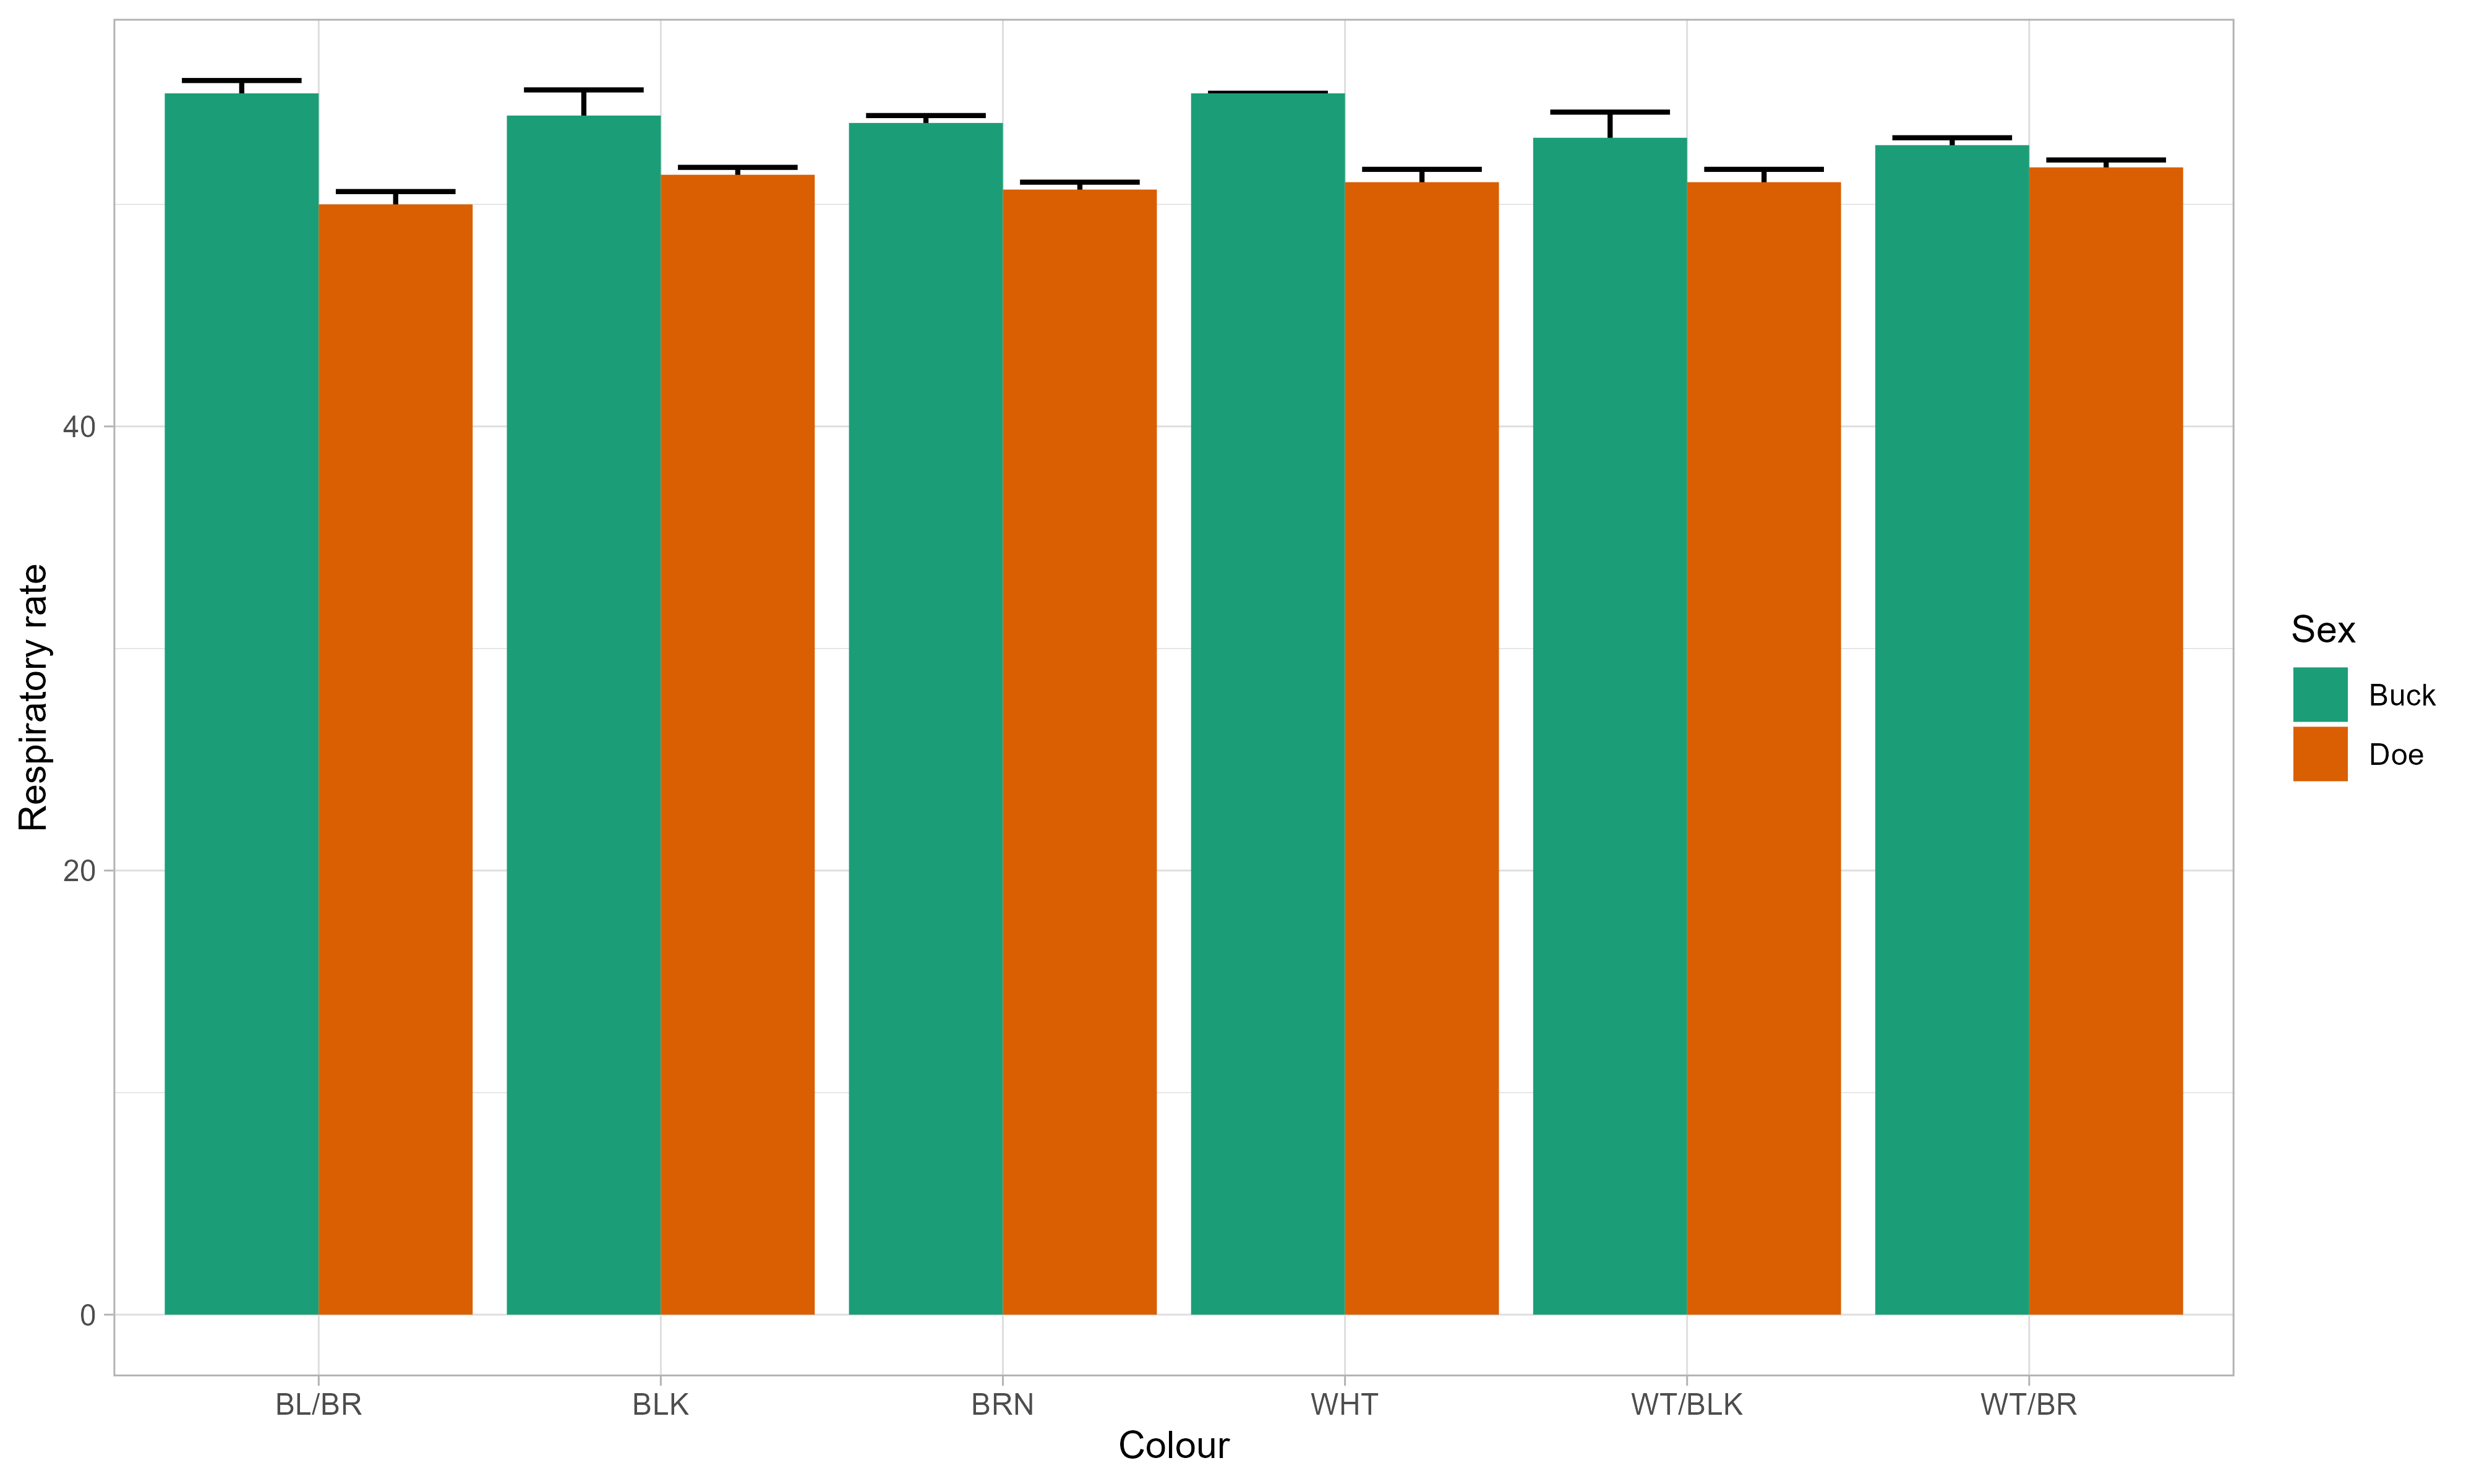 Respiratory rate
40
20
0
BL/BR BLK BRN WHT WT/BLK WT/BR
Colour
Sex
Buck
Doe